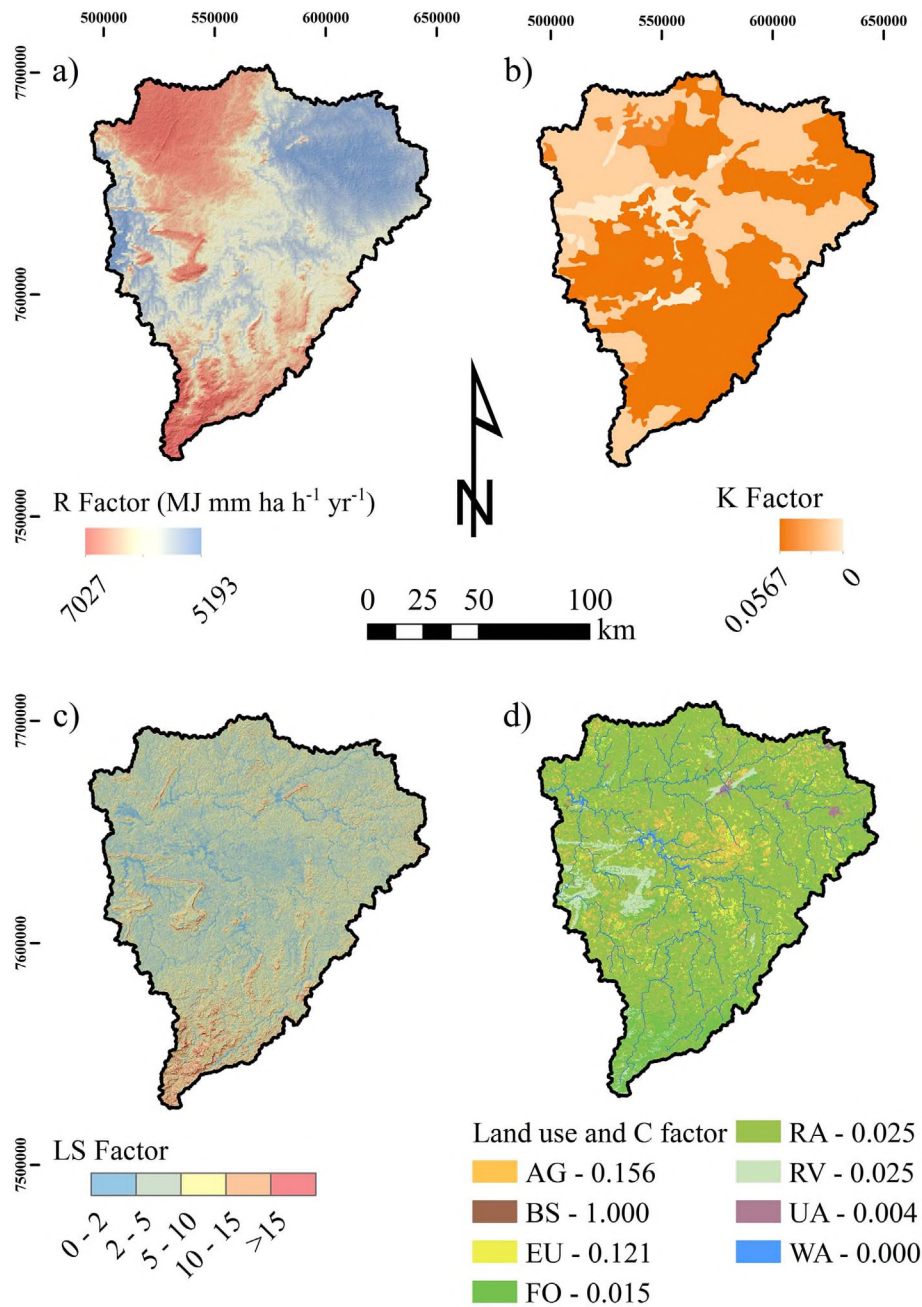 500000 550000 600000 650000
500000 550000 600000 650000
7700000
a)
b)
7600000
7500000
R Factor (MJ mm ha h⁻¹ yr⁻¹)
7027 5193
N
K Factor
0.0567 0
0 25 50 100
km
7700000
c)
d)
7600000
7500000
LS Factor
0 - 2 2 - 5 5 - 10 10 - 15 >15
Land use and C factor
AG - 0.156
BS - 1.000
EU - 0.121
FO - 0.015
RA - 0.025
RV - 0.025
UA - 0.004
WA - 0.000